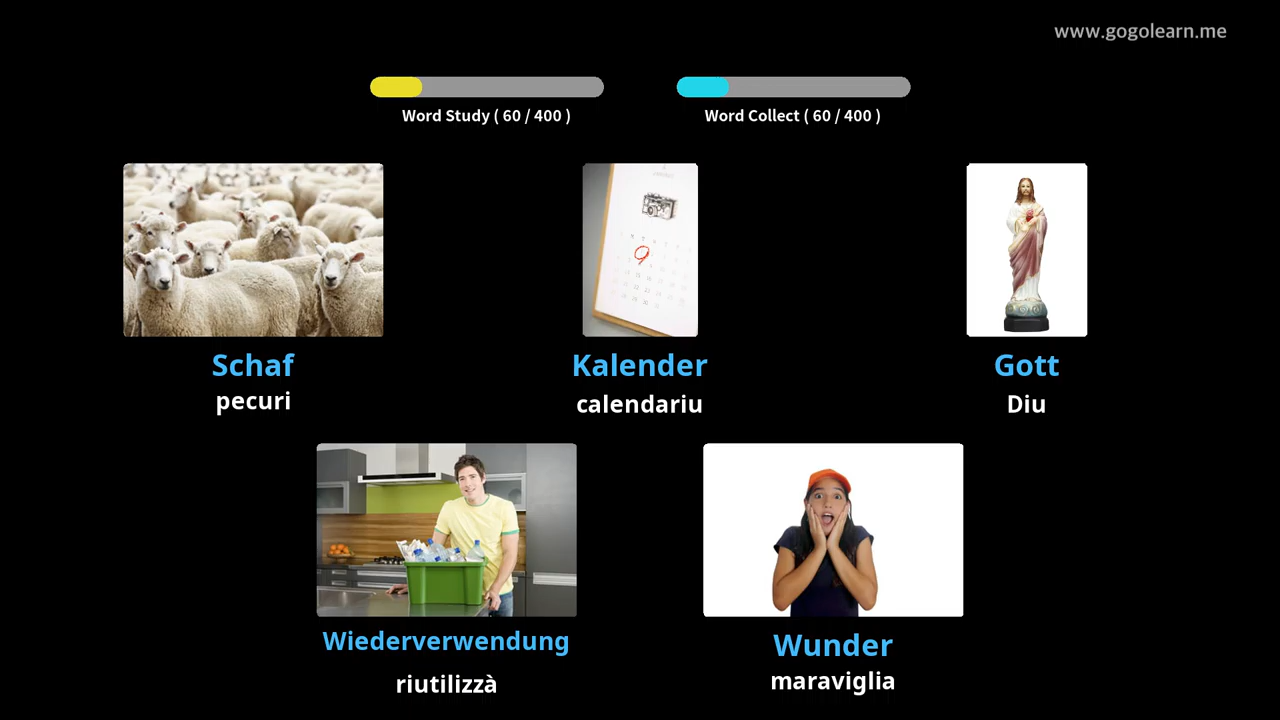 www.gogolearn.me
Word Study ( 60 / 400 )
Word Collect ( 60 / 400 )
Schaf
pecuri
Kalender
calendariu
Gott
Diu
Wiederverwendung
riutilizzà
Wunder
maraviglia